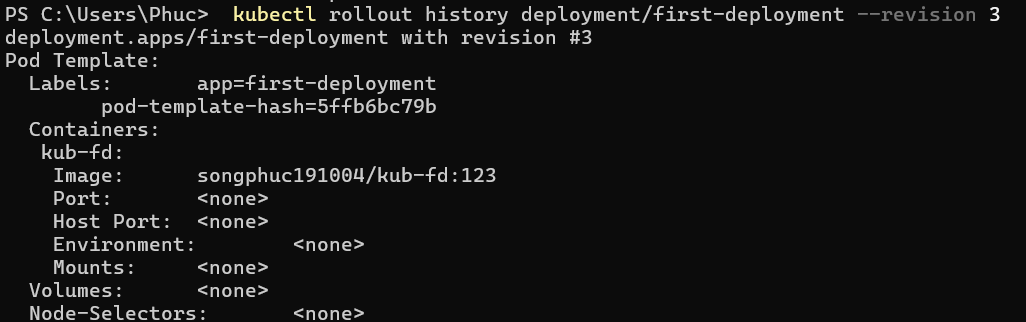 PS C:\Users\Phuc>  kubectl rollout history deployment/first-deployment --revision 3
deployment.apps/first-deployment with revision #3
Pod Template:
  Labels:       app=first-deployment
        pod-template-hash=5ffb6bc79b
  Containers:
   kub-fd:
    Image:      songphuc191004/kub-fd:123
    Port:       <none>
    Host Port:  <none>
    Environment:        <none>
    Mounts:     <none>
  Volumes:      <none>
  Node-Selectors:       <none>